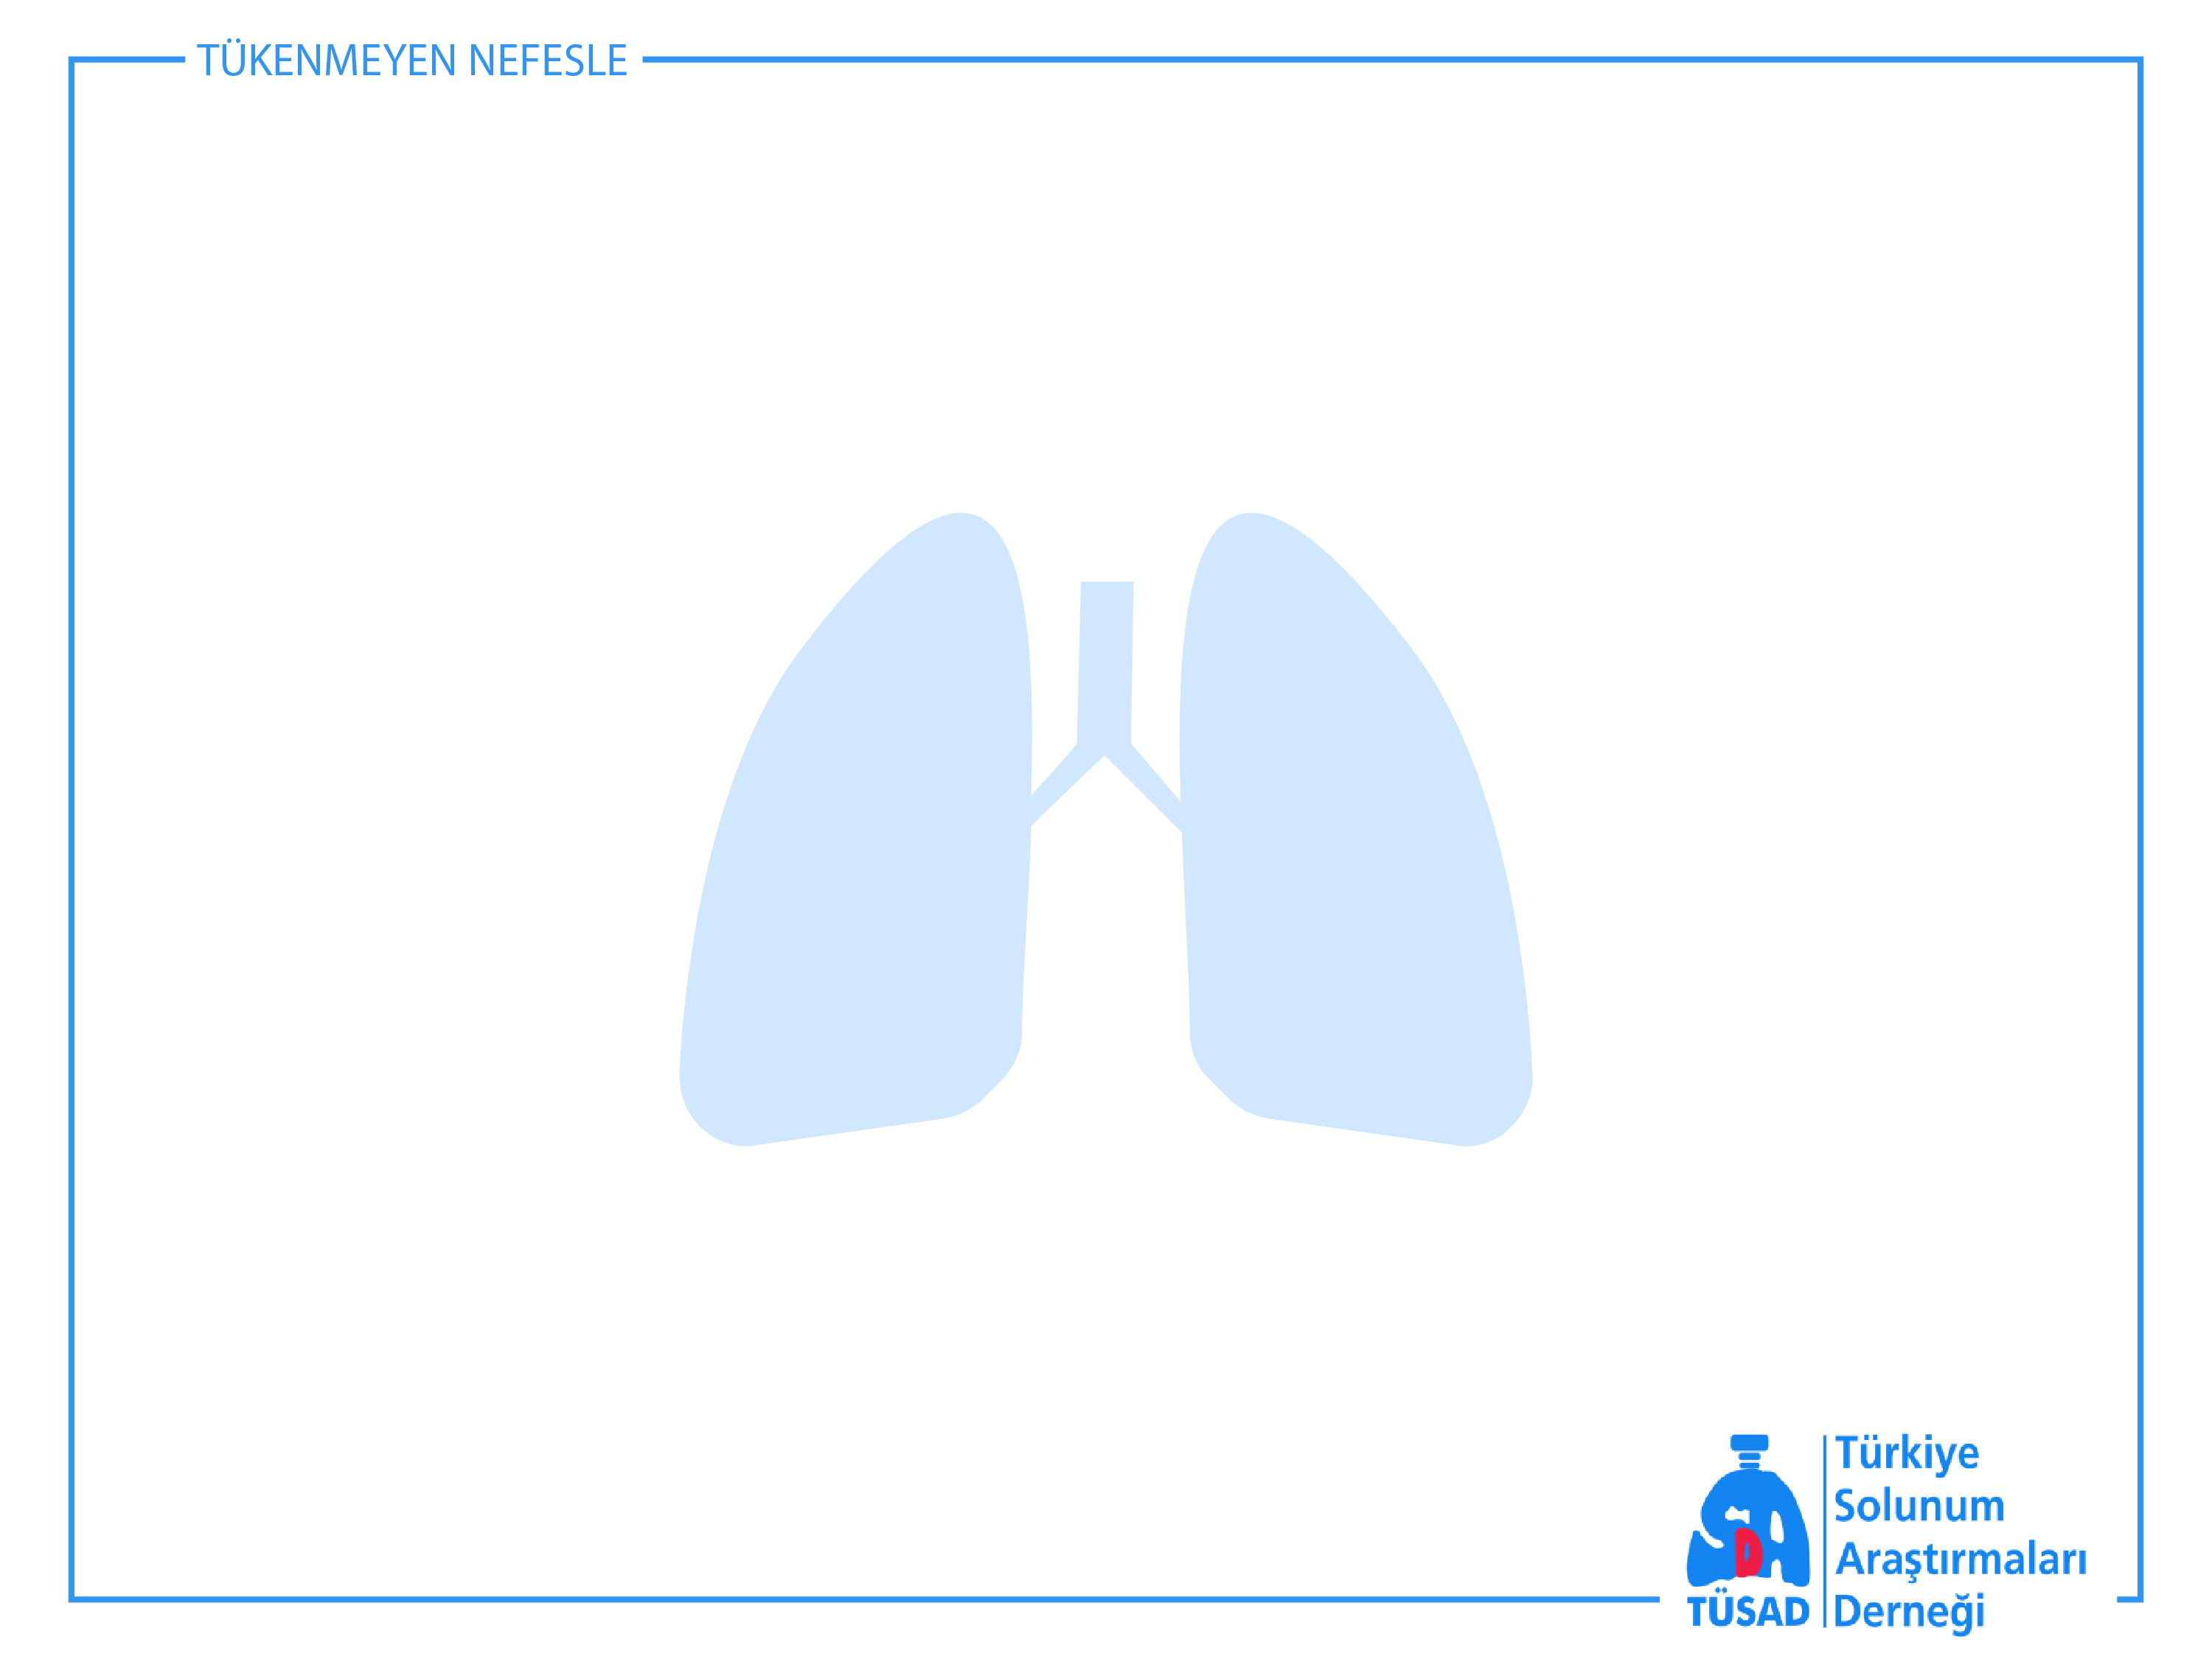 TÜKENMEYEN NEFESLE
Türkiye
Solunum
Araştırmaları
Derneği
TÜSAD